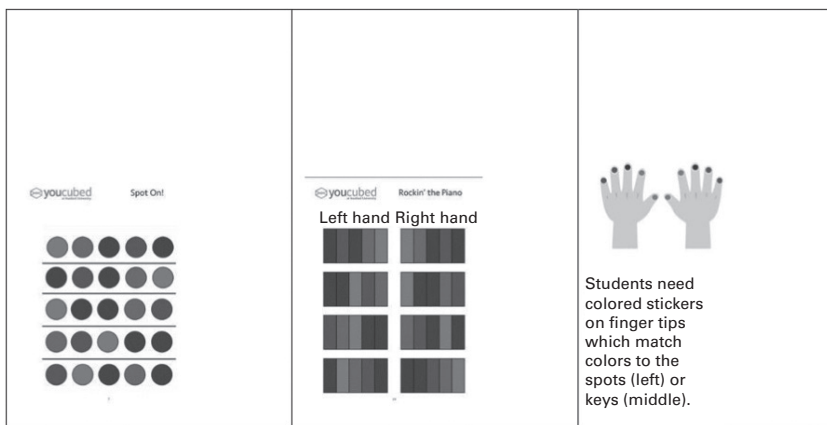 youcubed
Spot On!
youcubed
Rockin' the Piano
Left hand Right hand
Students need
colored stickers
on finger tips
which match
colors to the
spots (left) or
keys (middle).